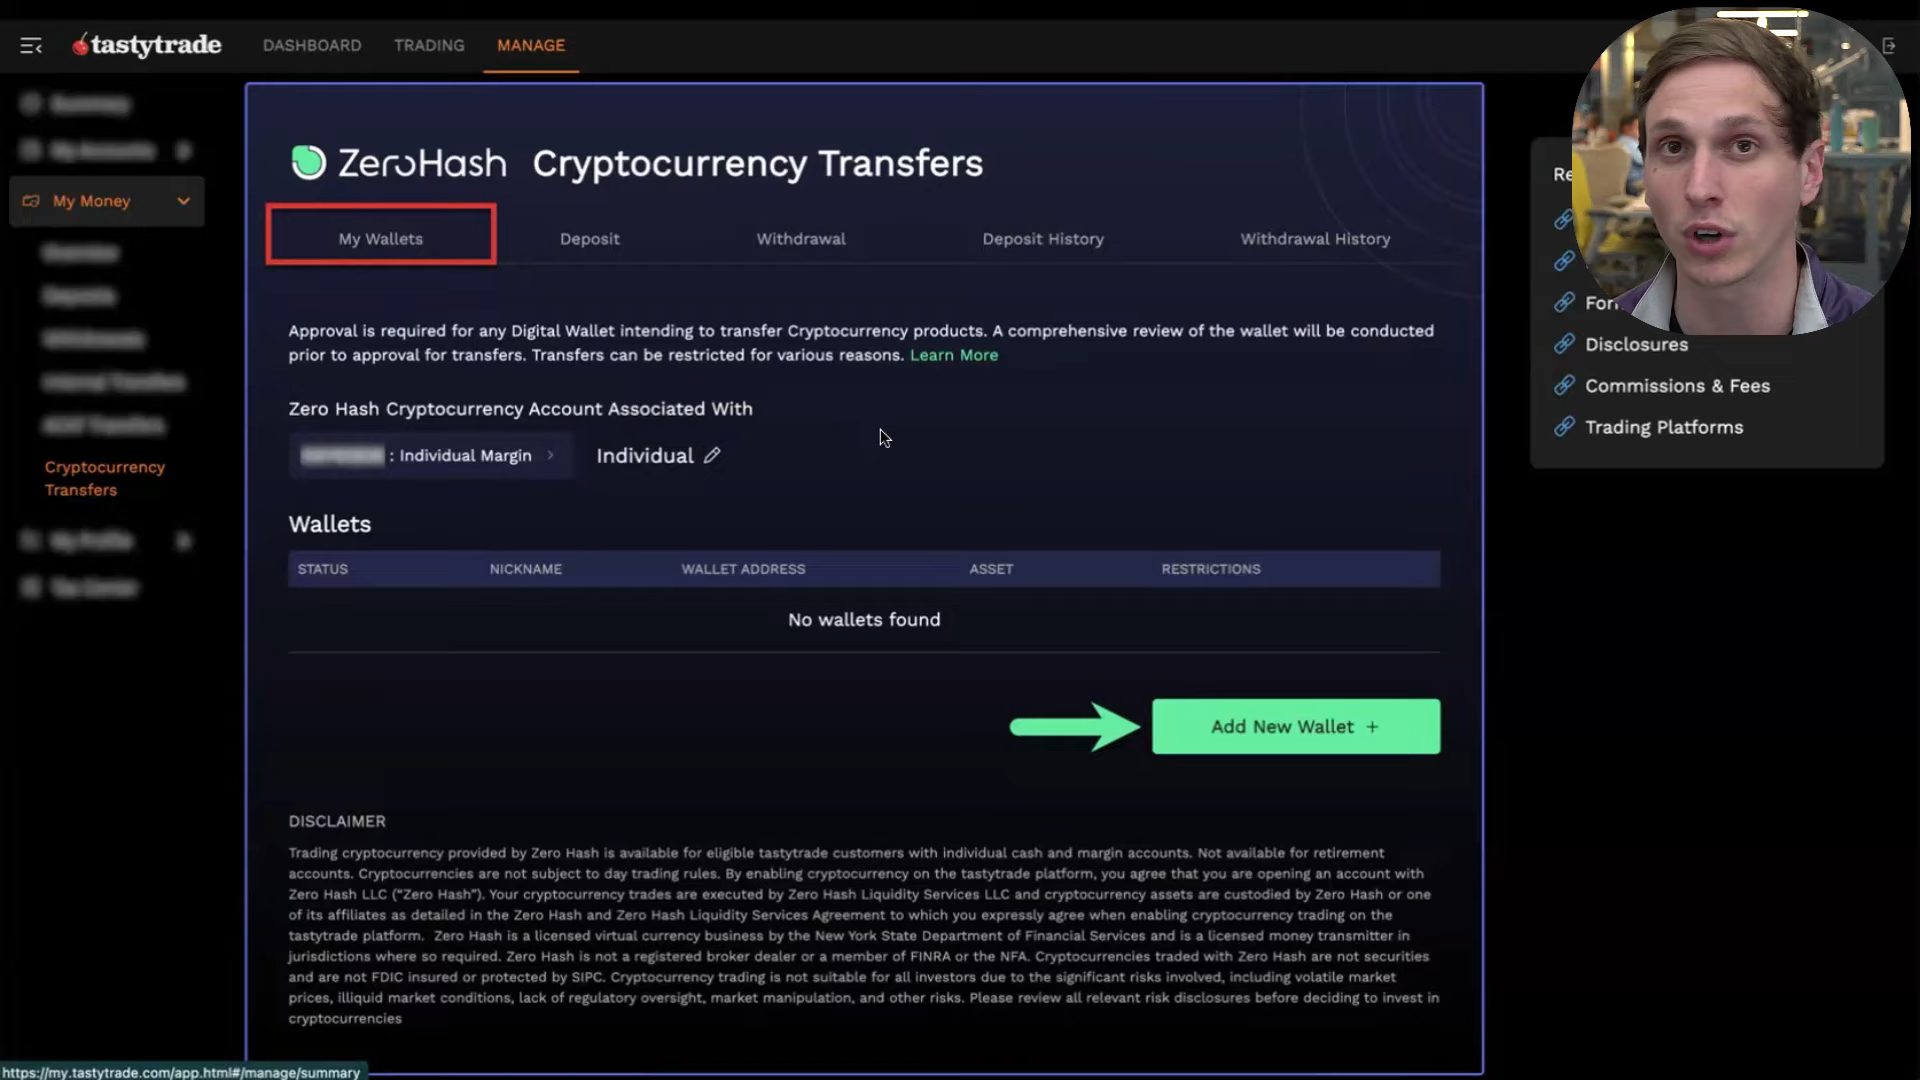 tastytrade
DASHBOARD
TRADING
MANAGE
My Money
Cryptocurrency
Transfers
ZeroHash Cryptocurrency Transfers
My Wallets
Deposit
Withdrawal
Deposit History
Withdrawal History
Approval is required for any Digital Wallet intending to transfer Cryptocurrency products. A comprehensive review of the wallet will be conducted
prior to approval for transfers. Transfers can be restricted for various reasons. Learn More
Zero Hash Cryptocurrency Account Associated With
: Individual Margin
Individual
Wallets
STATUS
NICKNAME
WALLET ADDRESS
ASSET
RESTRICTIONS
No wallets found
Add New Wallet +
DISCLAIMER
Trading cryptocurrency provided by Zero Hash is available for eligible tastytrade customers with individual cash and margin accounts. Not available for retirement
accounts. Cryptocurrencies are not subject to day trading rules. By enabling cryptocurrency on the tastytrade platform, you agree that you are opening an account with
Zero Hash LLC (“Zero Hash”). Your cryptocurrency trades are executed by Zero Hash Liquidity Services LLC and cryptocurrency assets are custodied by Zero Hash or one
of its affiliates as detailed in the Zero Hash and Zero Hash Liquidity Services Agreement to which you expressly agree when enabling cryptocurrency trading on the
tastytrade platform. Zero Hash is a licensed virtual currency business by the New York State Department of Financial Services and is a licensed money transmitter in
jurisdictions where so required. Zero Hash is not a registered broker dealer or a member of FINRA or the NFA. Cryptocurrencies traded with Zero Hash are not securities
and are not FDIC insured or protected by SIPC. Cryptocurrency trading is not suitable for all investors due to the significant risks involved, including volatile market
prices, illiquid market conditions, lack of regulatory oversight, market manipulation, and other risks. Please review all relevant risk disclosures before deciding to invest in
cryptocurrencies
Disclosures
Commissions & Fees
Trading Platforms
https://my.tastytrade.com/app.html#/manage/summary